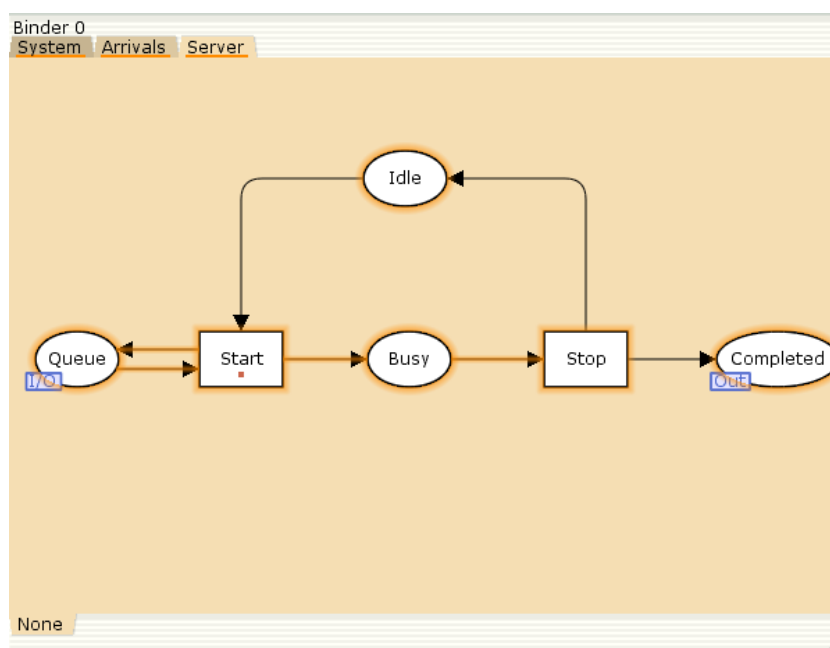 Binder 0
System Arrivals Server
Idle
Queue Start Busy Stop Completed
I/O Out
None